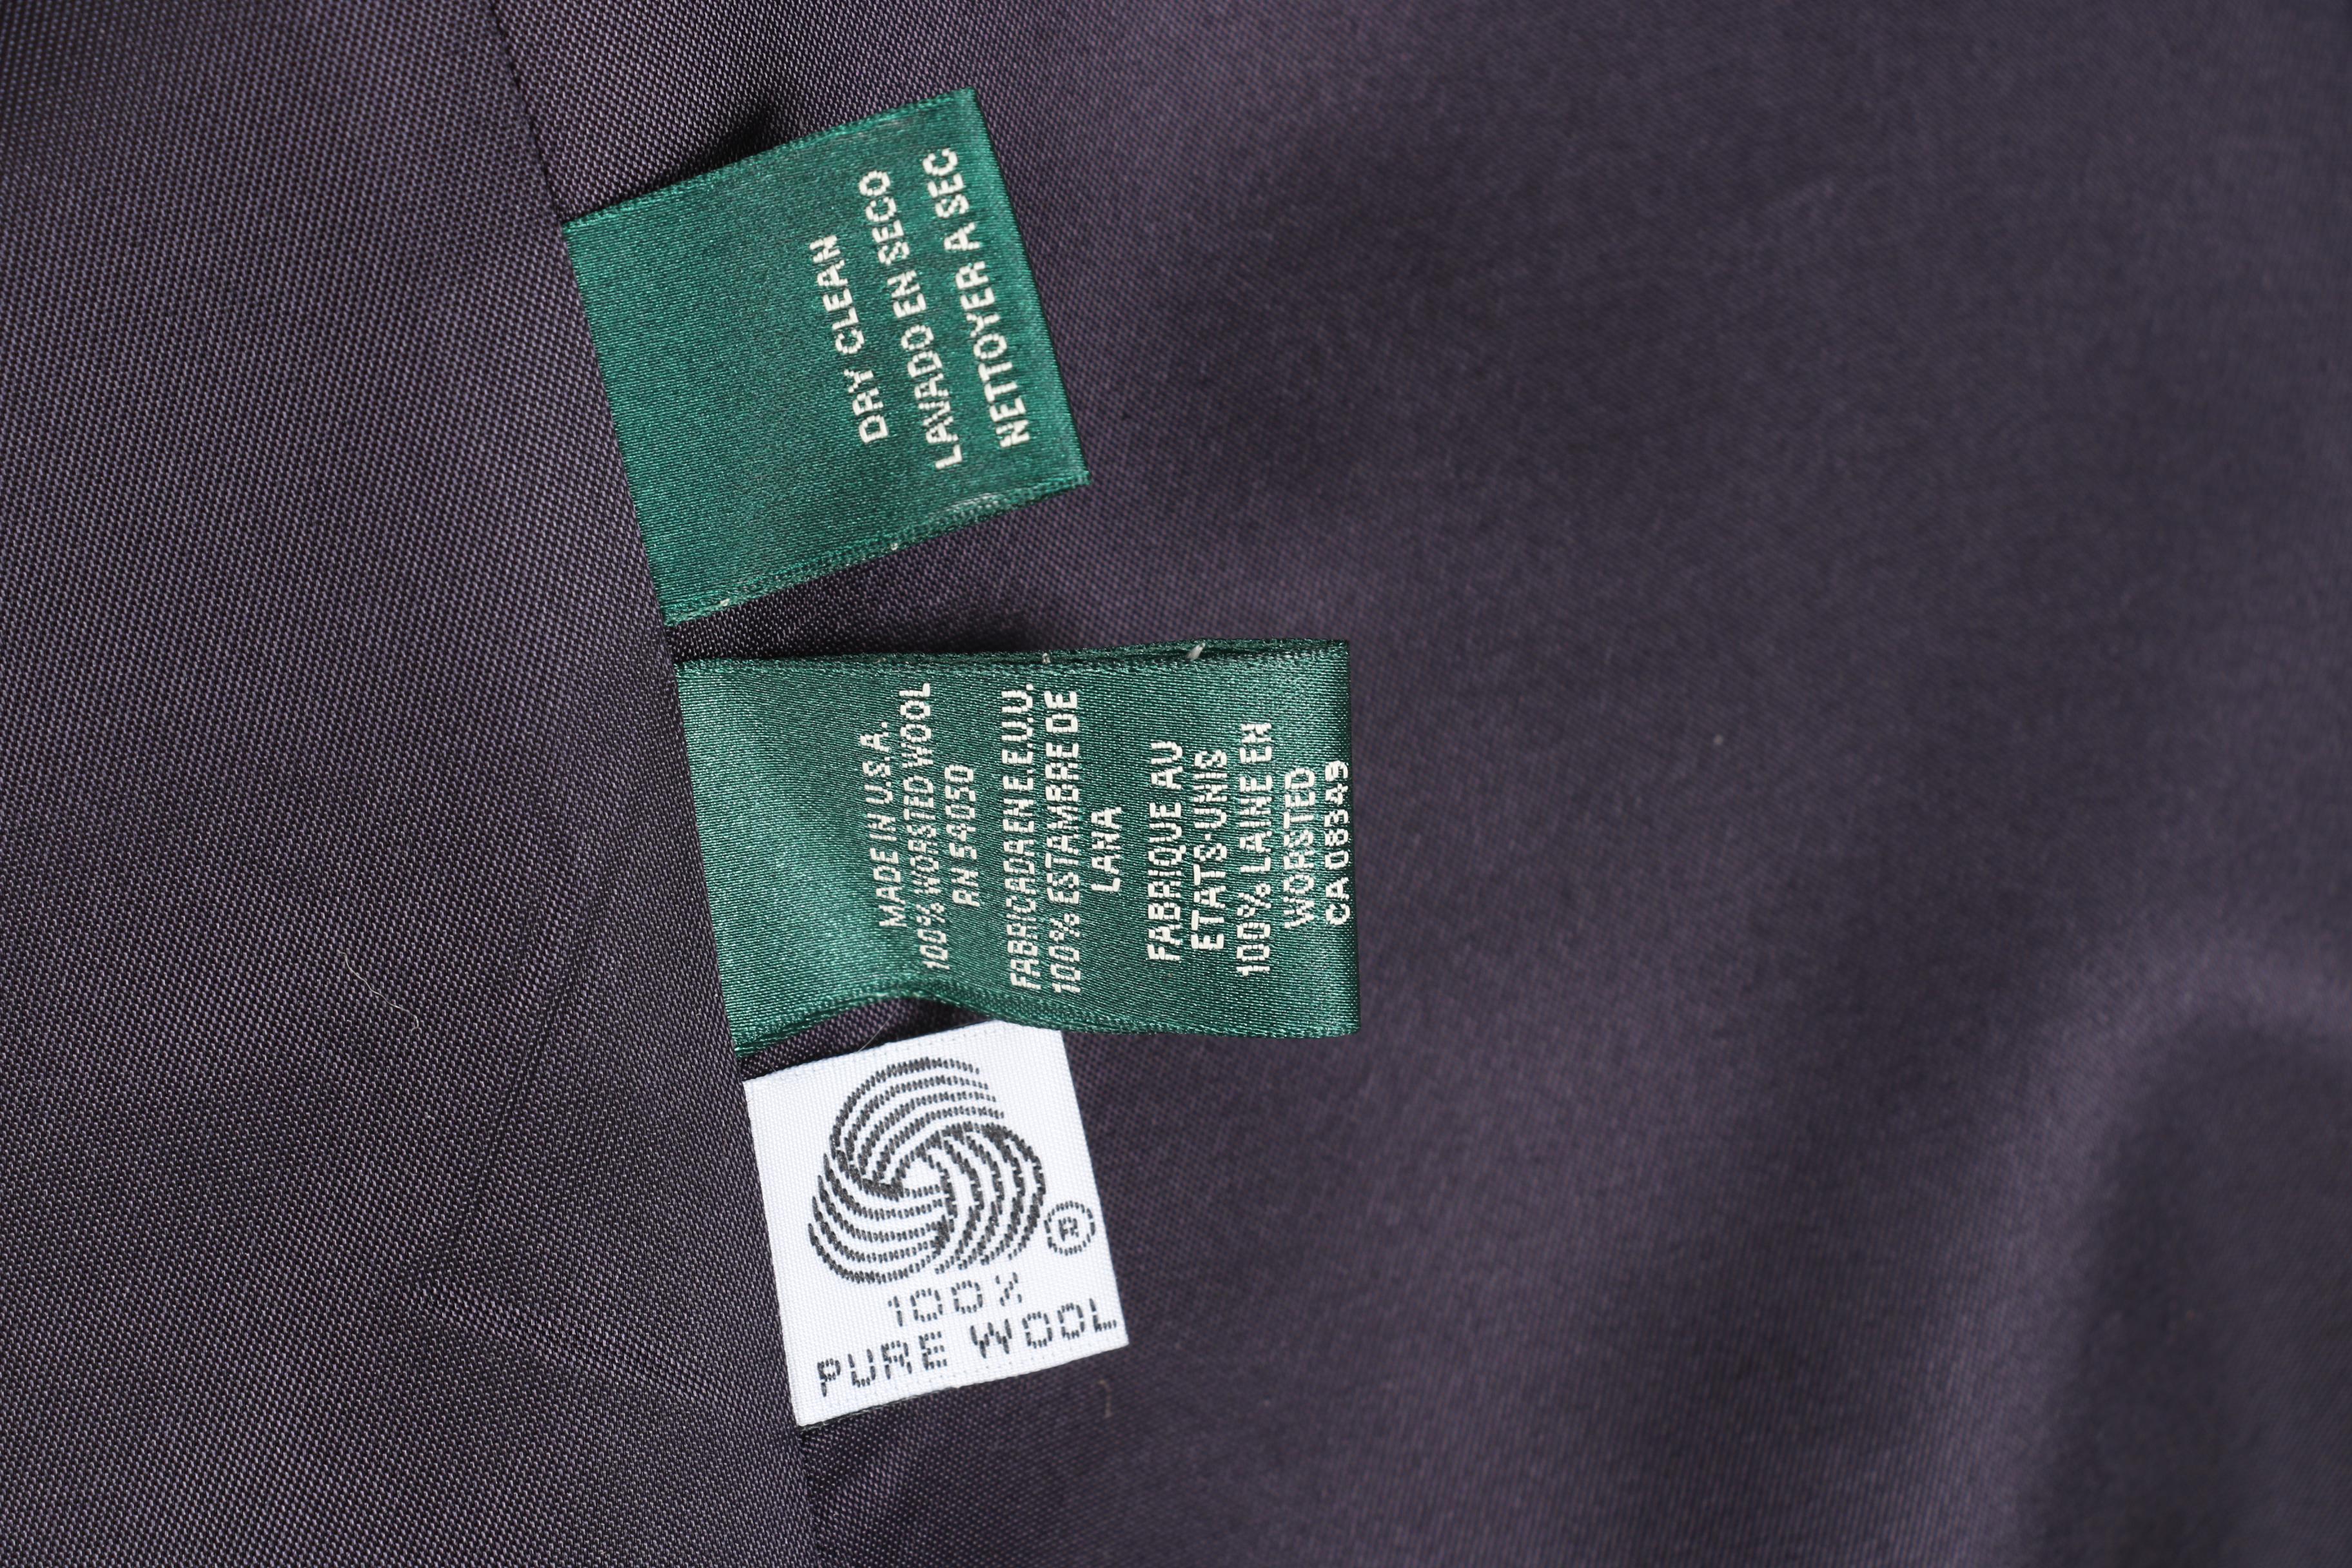 DRY CLEAN
LAVADO EN SECO
NETTOYER A SEC
MADE IN U.S.A.
100% WORSTED WOOL
RN 54050
FABRICADA EN E.U.U.
100% ESTAMBRE DE
LANA
FABRIQUE AU
ETATS-UNIS
100% LAINE EN
WORSTED
CA 08349
®
100%
PURE WOOL